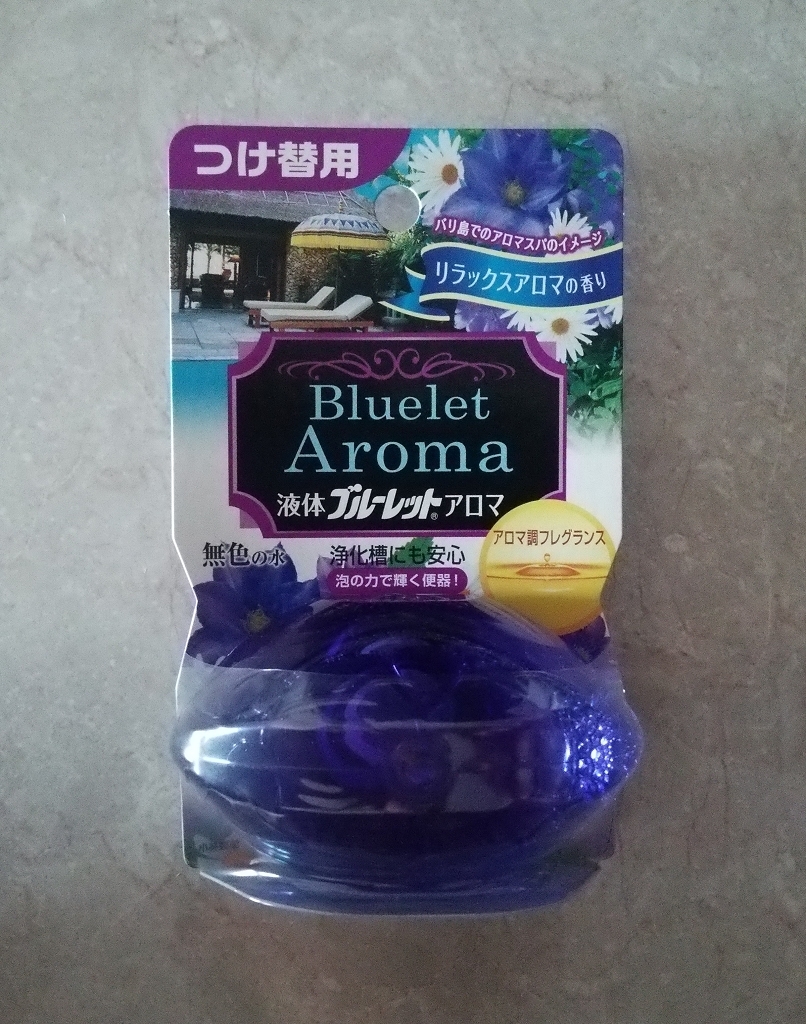 つけ替用
バリ島でのアロマスパのイメージ
リラックスアロマの香り
Bluelet
Aroma
液体ブルーレット®アロマ
アロマ調フレグランス
無色の水
浄化槽にも安心
泡の力で輝く便器!